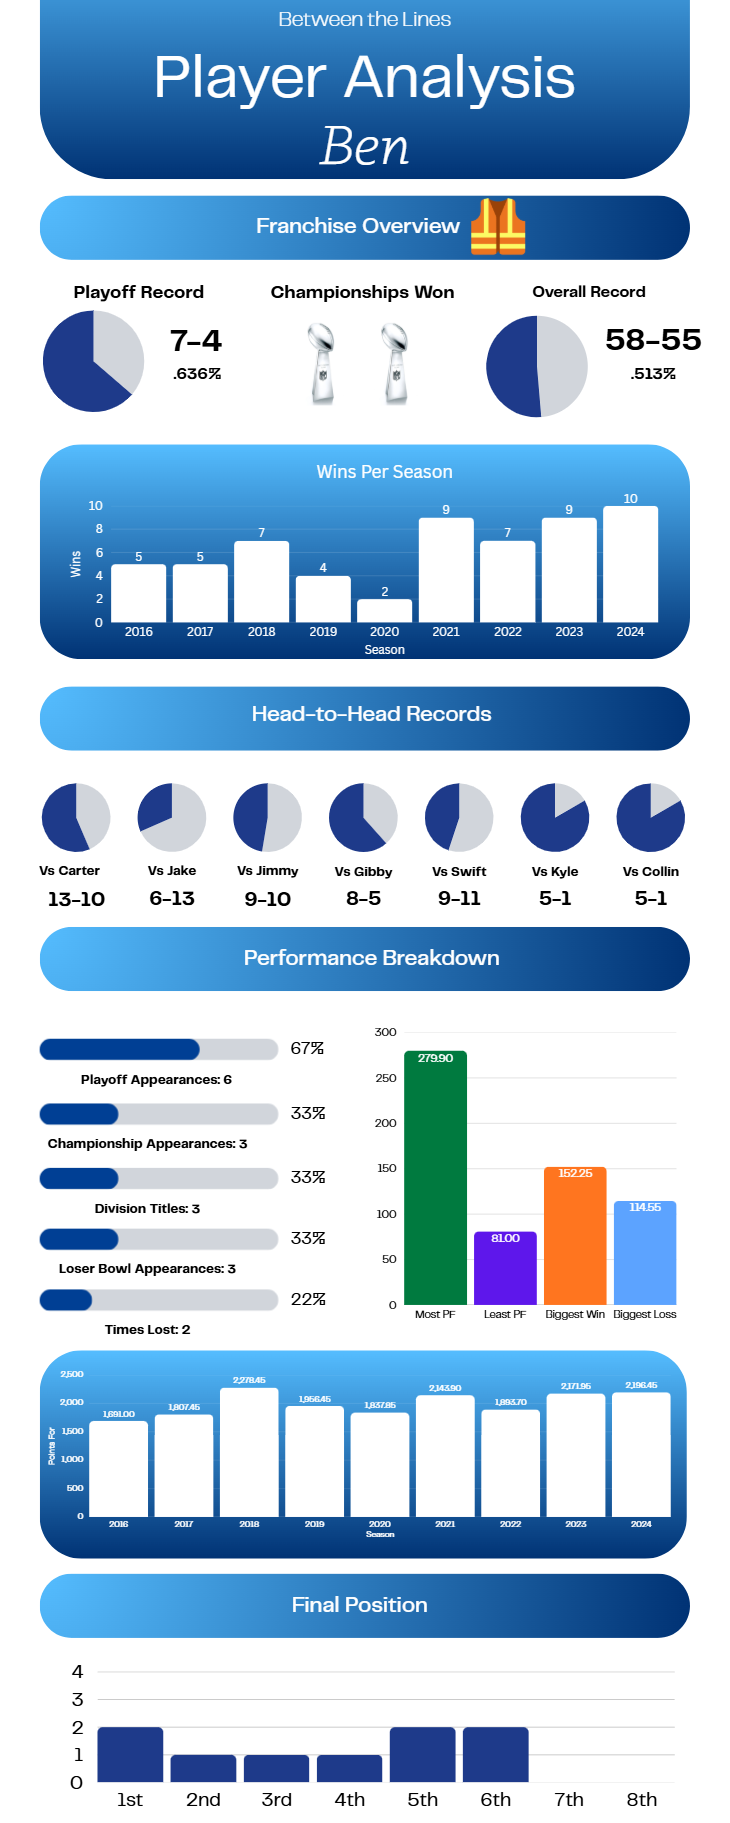 Between the Lines
Player Analysis
Ben
Franchise Overview
Playoff Record
Championships Won
Overall Record
7-4
.636%
NFL
NFL
58-55
.513%
Wins Per Season
Wins
10
8
6
4
2
0
5
5
7
4
2
9
7
9
10
2016
2017
2018
2019
2020
2021
2022
2023
2024
Season
Head-to-Head Records
Vs Carter
Vs Jake
Vs Jimmy
Vs Gibby
Vs Swift
Vs Kyle
Vs Collin
13-10
6-13
9-10
8-5
9-11
5-1
5-1
Performance Breakdown
67%
Playoff Appearances: 6
33%
Championship Appearances: 3
33%
Division Titles: 3
33%
Loser Bowl Appearances: 3
22%
Times Lost: 2
300
250
200
150
100
50
0
279.90
81.00
152.25
114.55
Most PF
Least PF
Biggest Win
Biggest Loss
Points For
2,500
2,000
1,500
1,000
500
0
1,691.00
1,807.45
2,278.45
1,956.45
1,837.85
2,143.90
1,893.70
2,171.95
2,196.45
2016
2017
2018
2019
2020
2021
2022
2023
2024
Season
Final Position
4
3
2
1
0
1st
2nd
3rd
4th
5th
6th
7th
8th